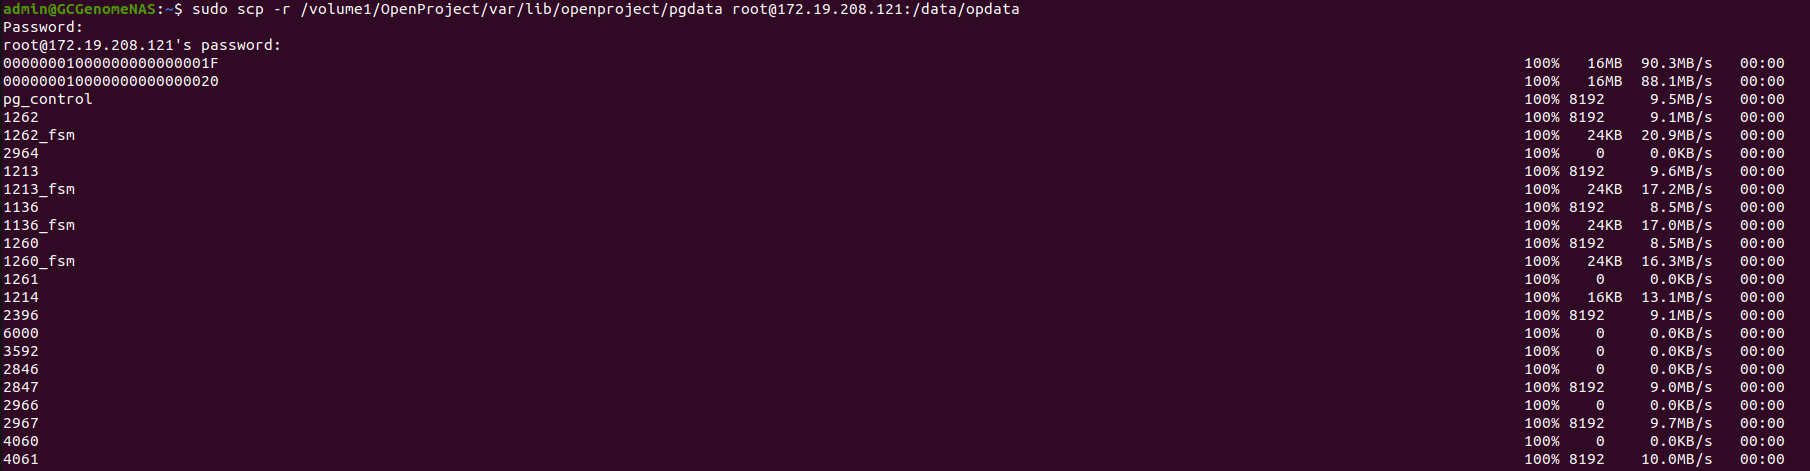 admin@GCGenomeNAS:~$ sudo scp -r /volume1/OpenProject/var/lib/openproject/pgdata root@172.19.208.121:/data/opdata
Password:
root@172.19.208.121's password:
00000001000000000000001F 100% 16MB 90.3MB/s 00:00
000000010000000000000020 100% 16MB 88.1MB/s 00:00
pg_control 100% 8192 9.5MB/s 00:00
1262 100% 8192 9.1MB/s 00:00
1262_fsm 100% 24KB 20.9MB/s 00:00
2964 100% 0 0.0KB/s 00:00
1213 100% 8192 9.6MB/s 00:00
1213_fsm 100% 24KB 17.2MB/s 00:00
1136 100% 8192 8.5MB/s 00:00
1136_fsm 100% 24KB 17.0MB/s 00:00
1260 100% 8192 8.5MB/s 00:00
1260_fsm 100% 24KB 16.3MB/s 00:00
1261 100% 0 0.0KB/s 00:00
1214 100% 16KB 13.1MB/s 00:00
2396 100% 8192 9.1MB/s 00:00
6000 100% 0 0.0KB/s 00:00
3592 100% 0 0.0KB/s 00:00
2846 100% 0 0.0KB/s 00:00
2847 100% 8192 9.0MB/s 00:00
2966 100% 0 0.0KB/s 00:00
2967 100% 8192 9.7MB/s 00:00
4060 100% 0 0.0KB/s 00:00
4061 100% 8192 10.0MB/s 00:00